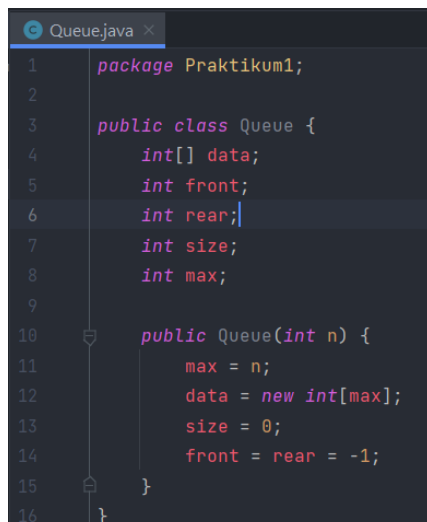 Queue.java
1 package Praktikum1;
2
3 public class Queue {
4 int[] data;
5 int front;
6 int rear;
7 int size;
8 int max;
9
10 public Queue(int n) {
11 max = n;
12 data = new int[max];
13 size = 0;
14 front = rear = -1;
15 }
16 }